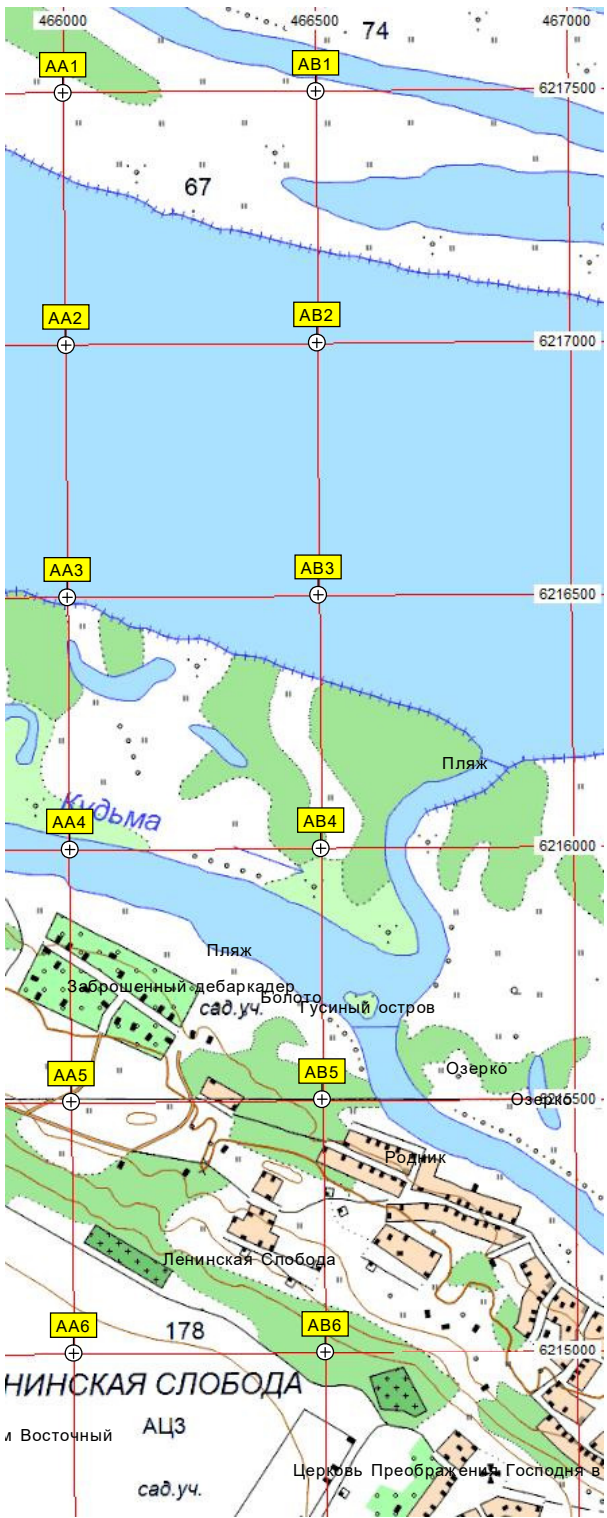 466000
466500
467000
74
AA1
AB1
6217500
67
AA2
AB2
6217000
AA3
AB3
6216500
Пляж
Кудьма
AA4
AB4
6216000
Пляж
Заброшенный дебаркадер
Болото
сад.уч.
Гусиный остров
AA5
AB5
Озерко
Озерко
6215500
Родник
Ленинская Слобода
178
AA6
AB6
6215000
НИНСКАЯ СЛОБОДА
АЦЗ
м Восточный
Церковь Преображения Господня в
сад.уч.